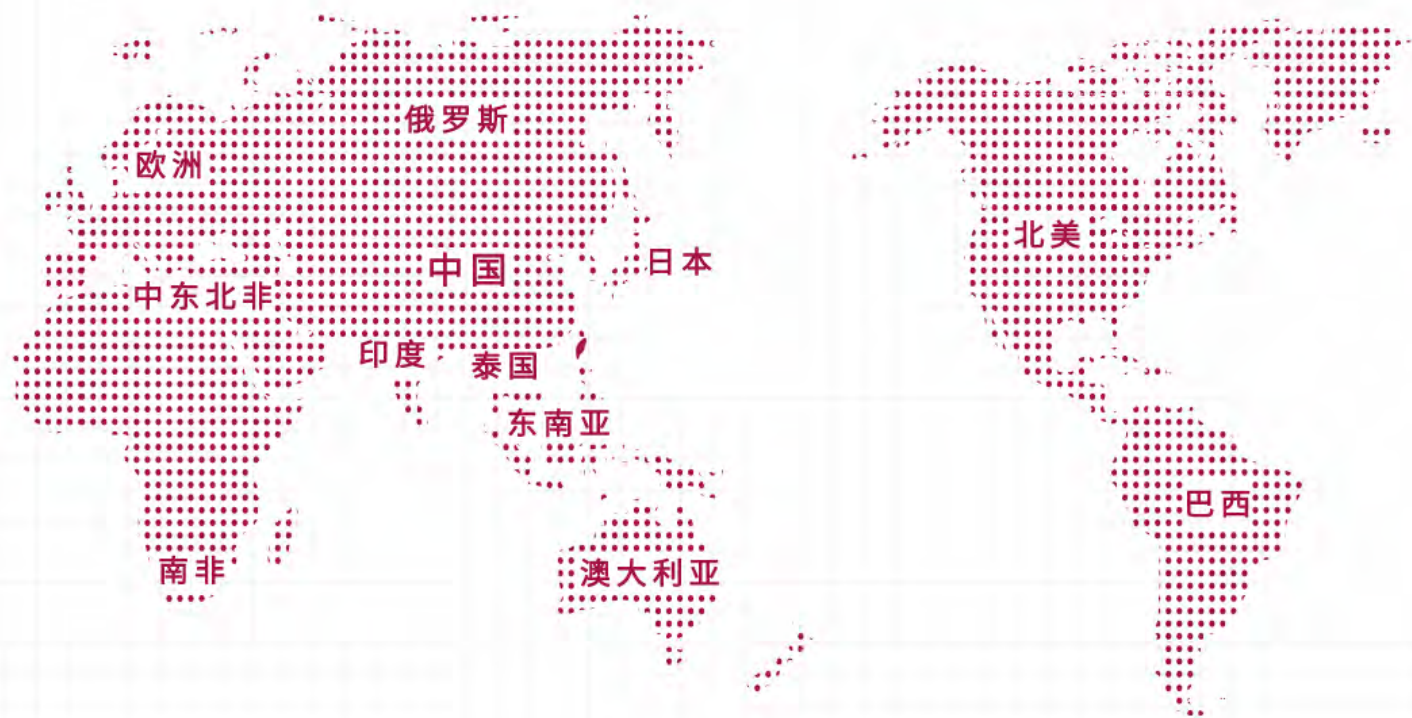 俄罗斯
欧洲
北美
日本
中国
中东北非
印度
泰国
东南亚
巴西
南非
澳大利亚